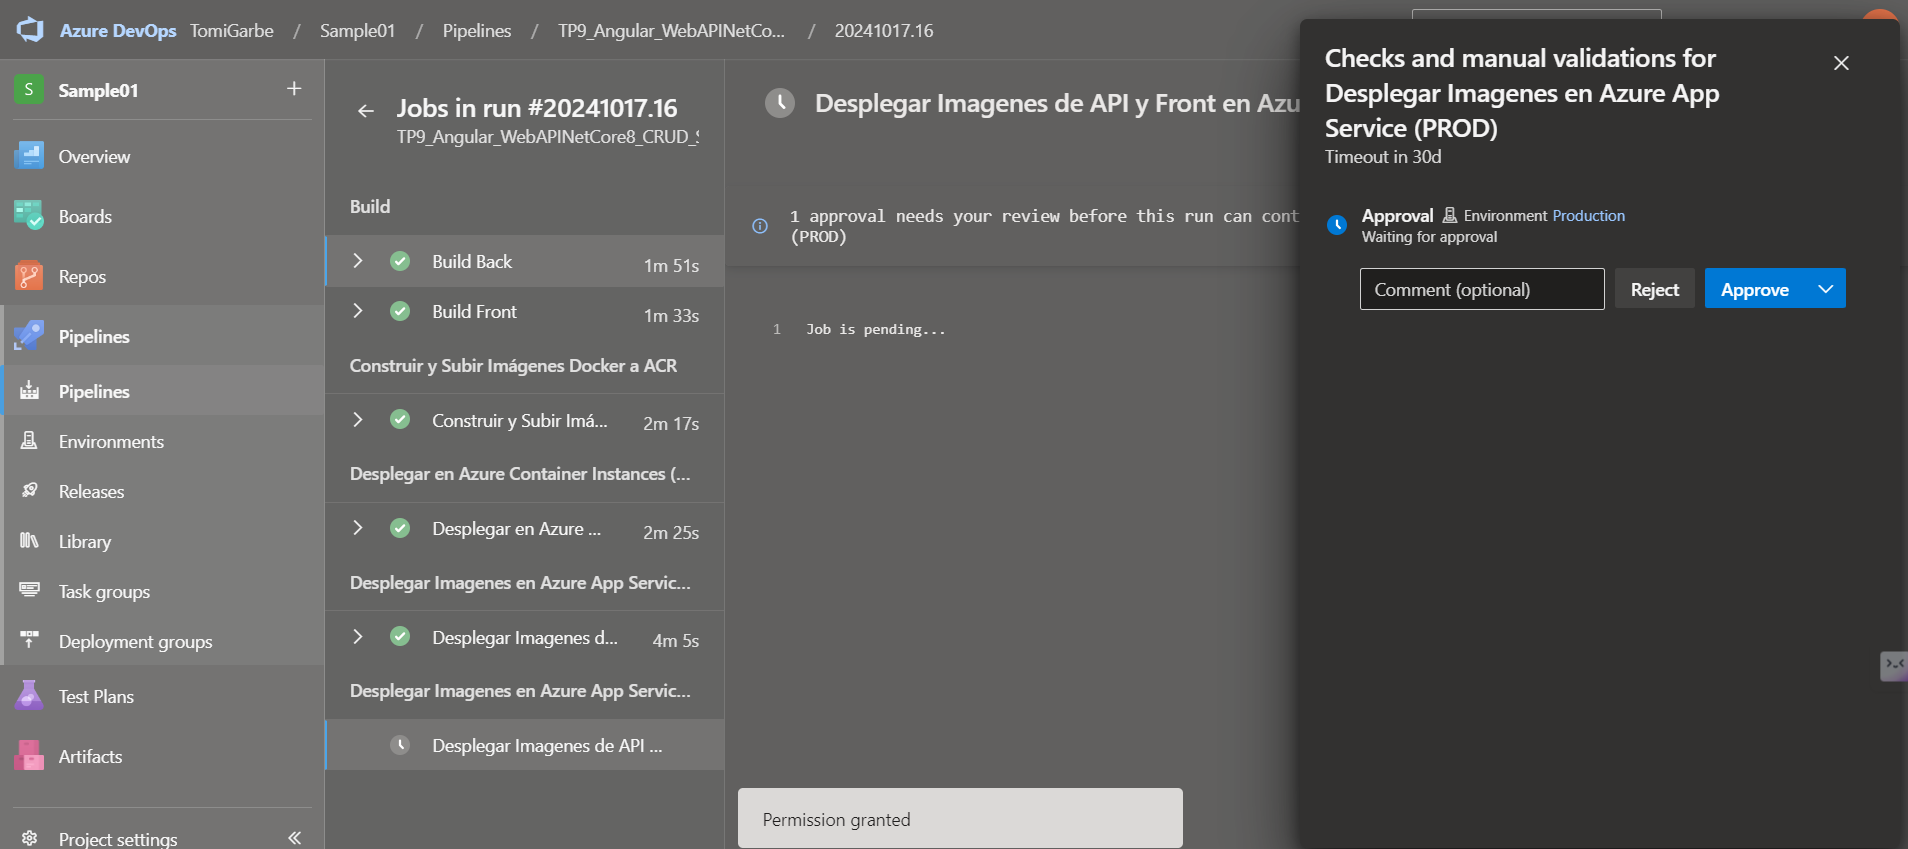 Azure DevOps TomiGarbe / Sample01 / Pipelines / TP9_Angular_WebAPINetCo... / 20241017.16
S Sample01 +
Overview
Boards
Repos
Pipelines
Pipelines
Environments
Releases
Library
Task groups
Deployment groups
Test Plans
Artifacts
Project settings
Jobs in run #20241017.16
TP9_Angular_WebAPINetCore8_CRUD_
Build
Build Back 1m 51s
Build Front 1m 33s
Construir y Subir Imágenes Docker a ACR
Construir y Subir Imá... 2m 17s
Desplegar en Azure Container Instances (...
Desplegar en Azure ... 2m 25s
Desplegar Imagenes en Azure App Servic...
Desplegar Imagenes d... 4m 5s
Desplegar Imagenes en Azure App Servic...
Desplegar Imagenes de API ...
Desplegar Imagenes de API y Front en Azu
1 approval needs your review before this run can cont
(PROD)
1 Job is pending...
Permission granted
Checks and manual validations for
Desplegar Imagenes en Azure App
Service (PROD)
Timeout in 30d
Approval Environment Production
Waiting for approval
Comment (optional) Reject Approve